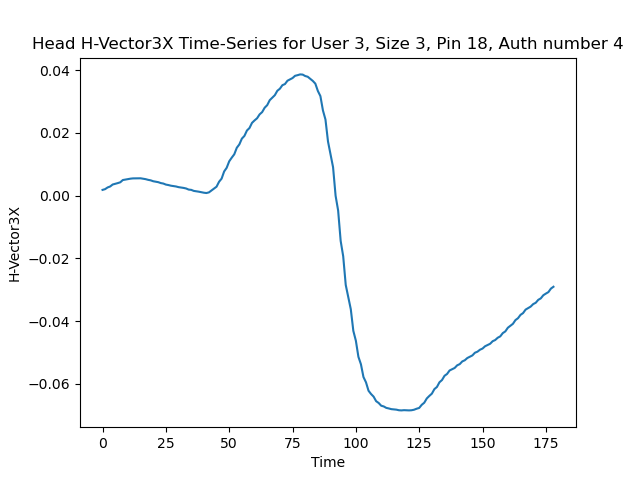 Head H-Vector3X Time-Series for User 3, Size 3, Pin 18, Auth number 4
0.04
0.02
0.00
−0.02
−0.04
−0.06
H-Vector3X
0 25 50 75 100 125 150 175
Time